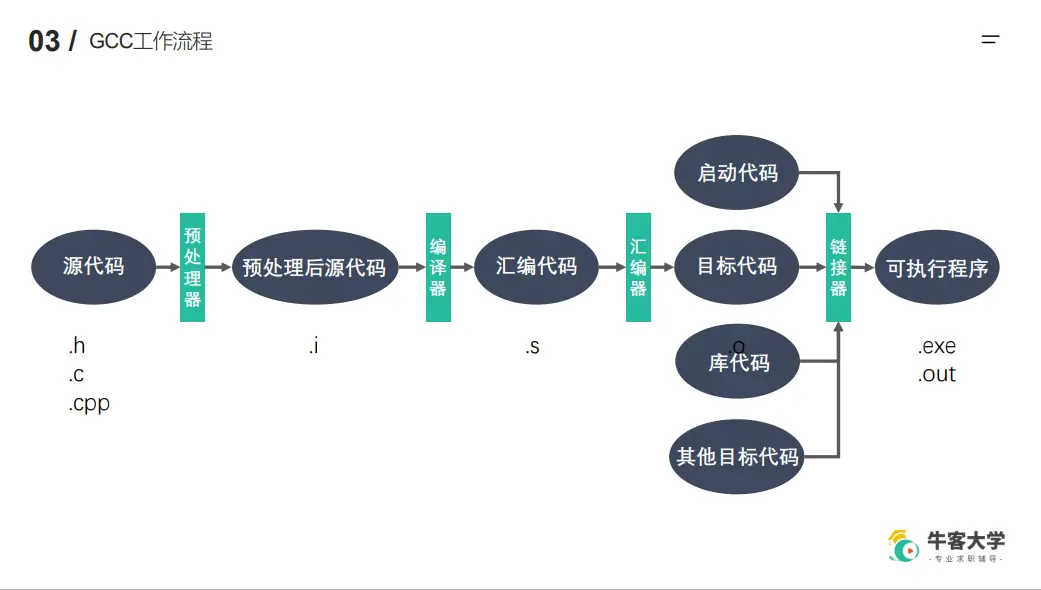 03 / GCC工作流程
启动代码
源代码
预处理器
预处理后源代码
编译器
汇编代码
汇编器
目标代码
链接器
可执行程序
.h
.c
.cpp
.i
.s
.o
库代码
.exe
.out
其他目标代码
牛客大学
-专业求职辅导-